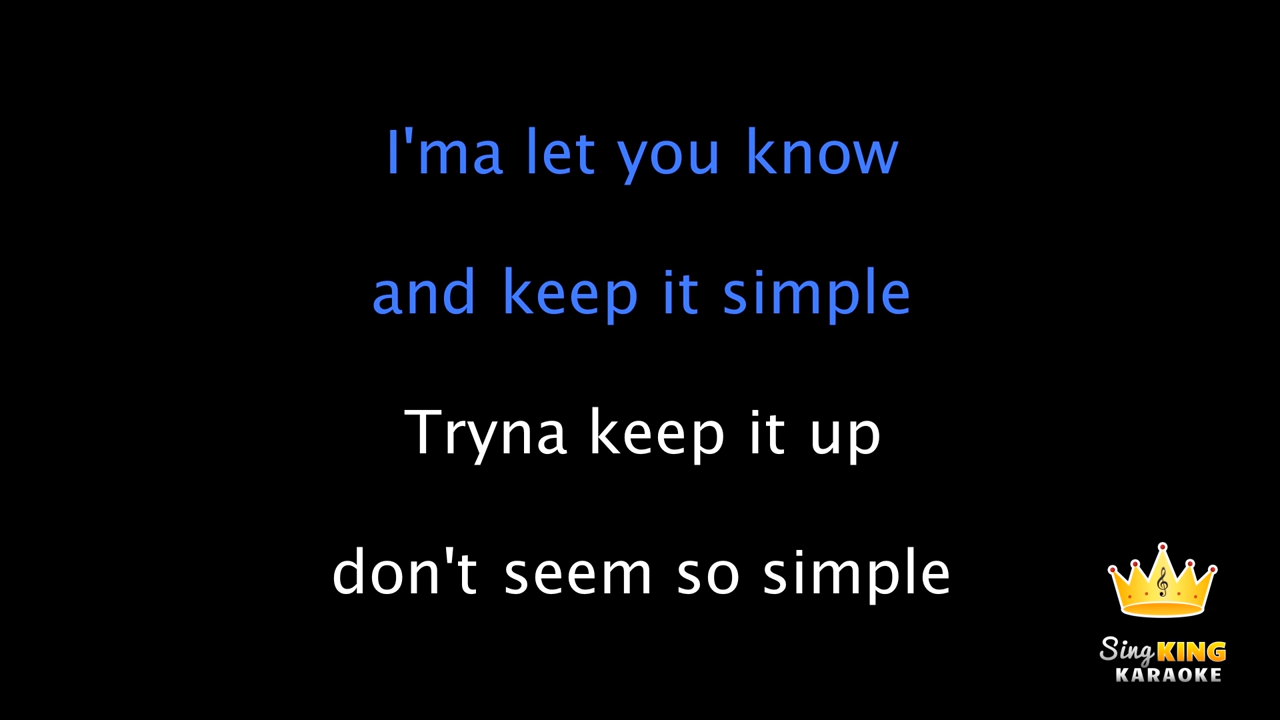 I'ma let you know
and keep it simple
Tryna keep it up
don't seem so simple
Sing KING
KARAOKE